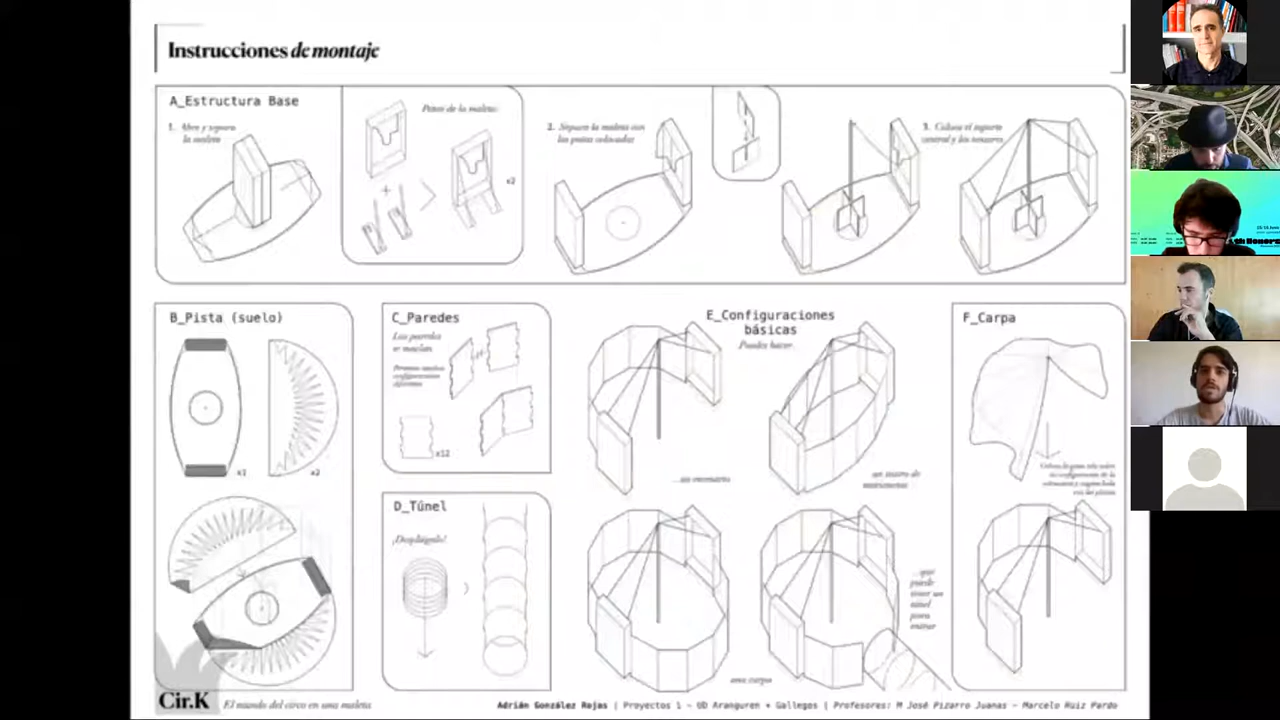 Instrucciones de montaje
A_Estructura Base
1. Abre y separa
la maleta
Patas de la maleta
x2
2. Separa la maleta con
las patas colocadas
3. Coloca el soporte
central y los tensores
B_Pista (suelo)
x1
x2
C_Paredes
Las paredes
se machan
x12
D_Túnel
¡Despliégalo!
E_Configuraciones
básicas
Puedes hacer
...un escenario
un teatro de
marionetas
...que
puede
tener un
túnel
para
entrar
una carpa
F_Carpa
Cir.K
El mundo del circo en una maleta
Adrián González Rojas | Proyectos 1 - UD Aranguren + Gallegos | Profesores: M José Pizarro Juanas - Marcelo Ruiz Pardo